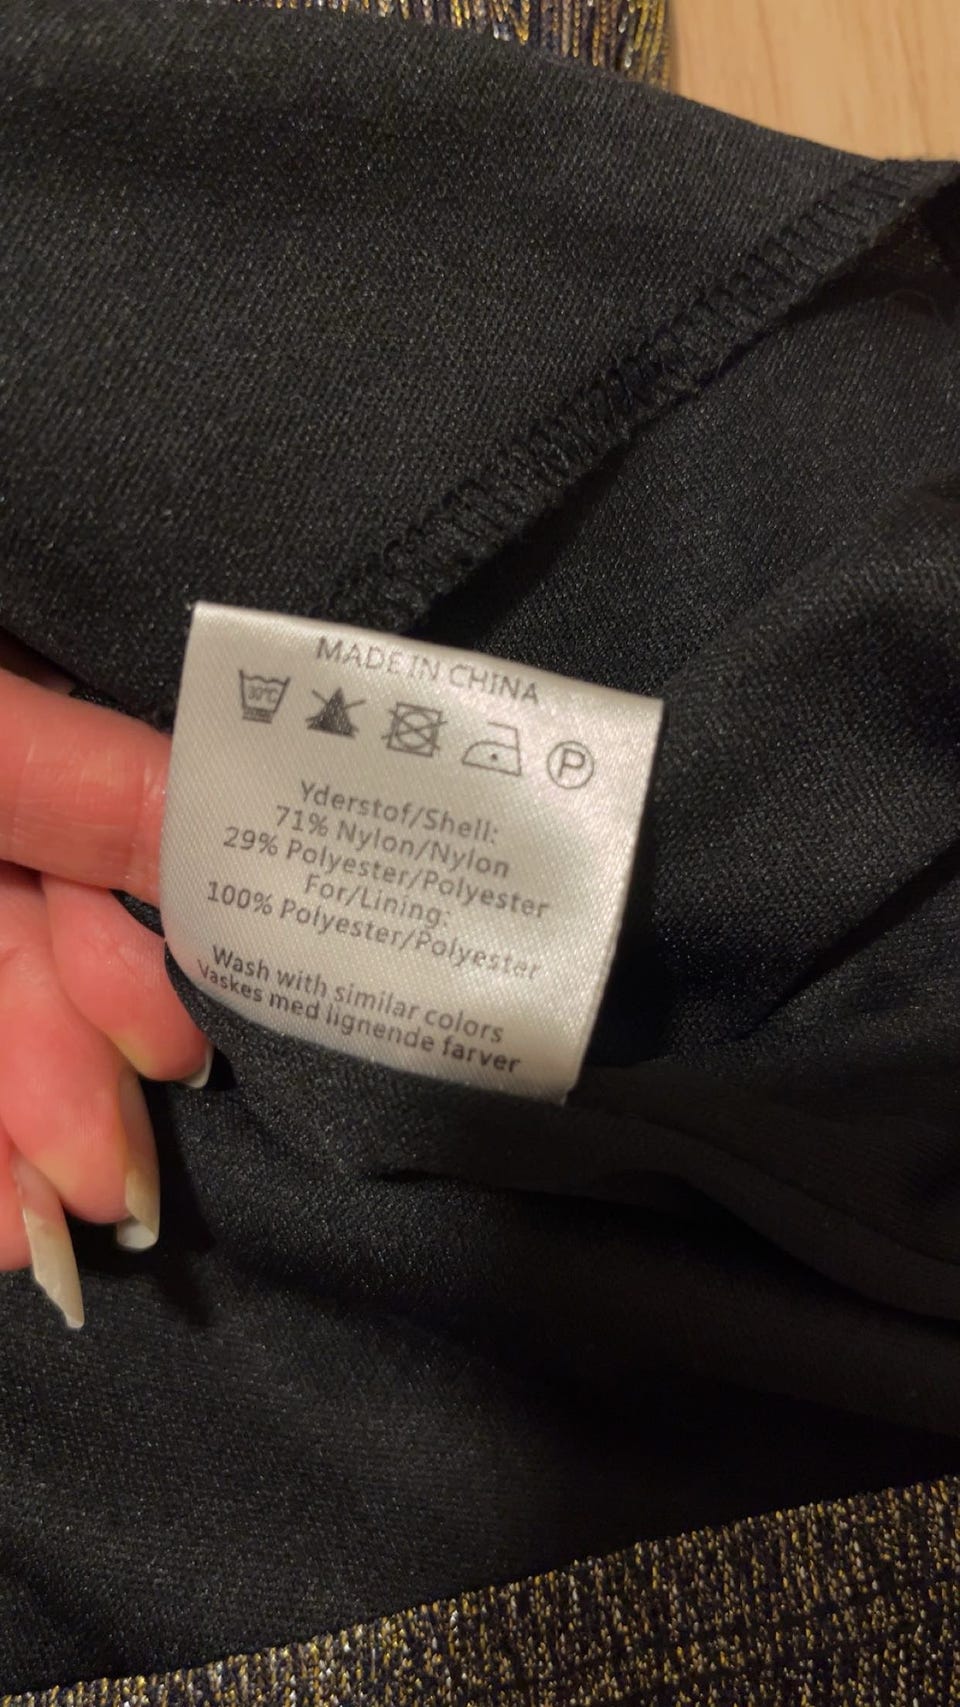 MADE IN CHINA
30°C P
Yderstof/Shell:
71% Nylon/Nylon
29% Polyester/Polyester
For/Lining:
100% Polyester/Polyester
Wash with similar colors
Vaskes med lignende farver